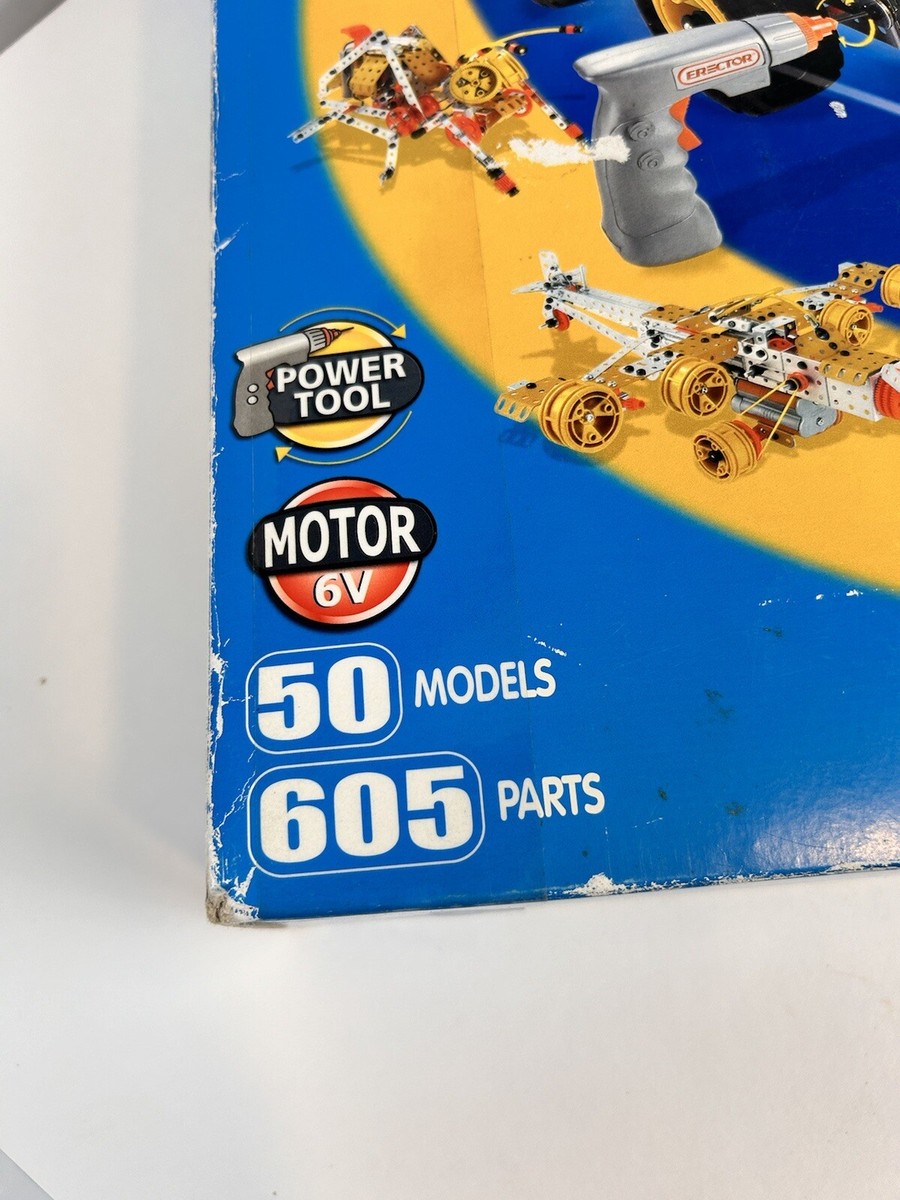 ERECTOR
POWER
TOOL
MOTOR
6V
50 MODELS
605 PARTS